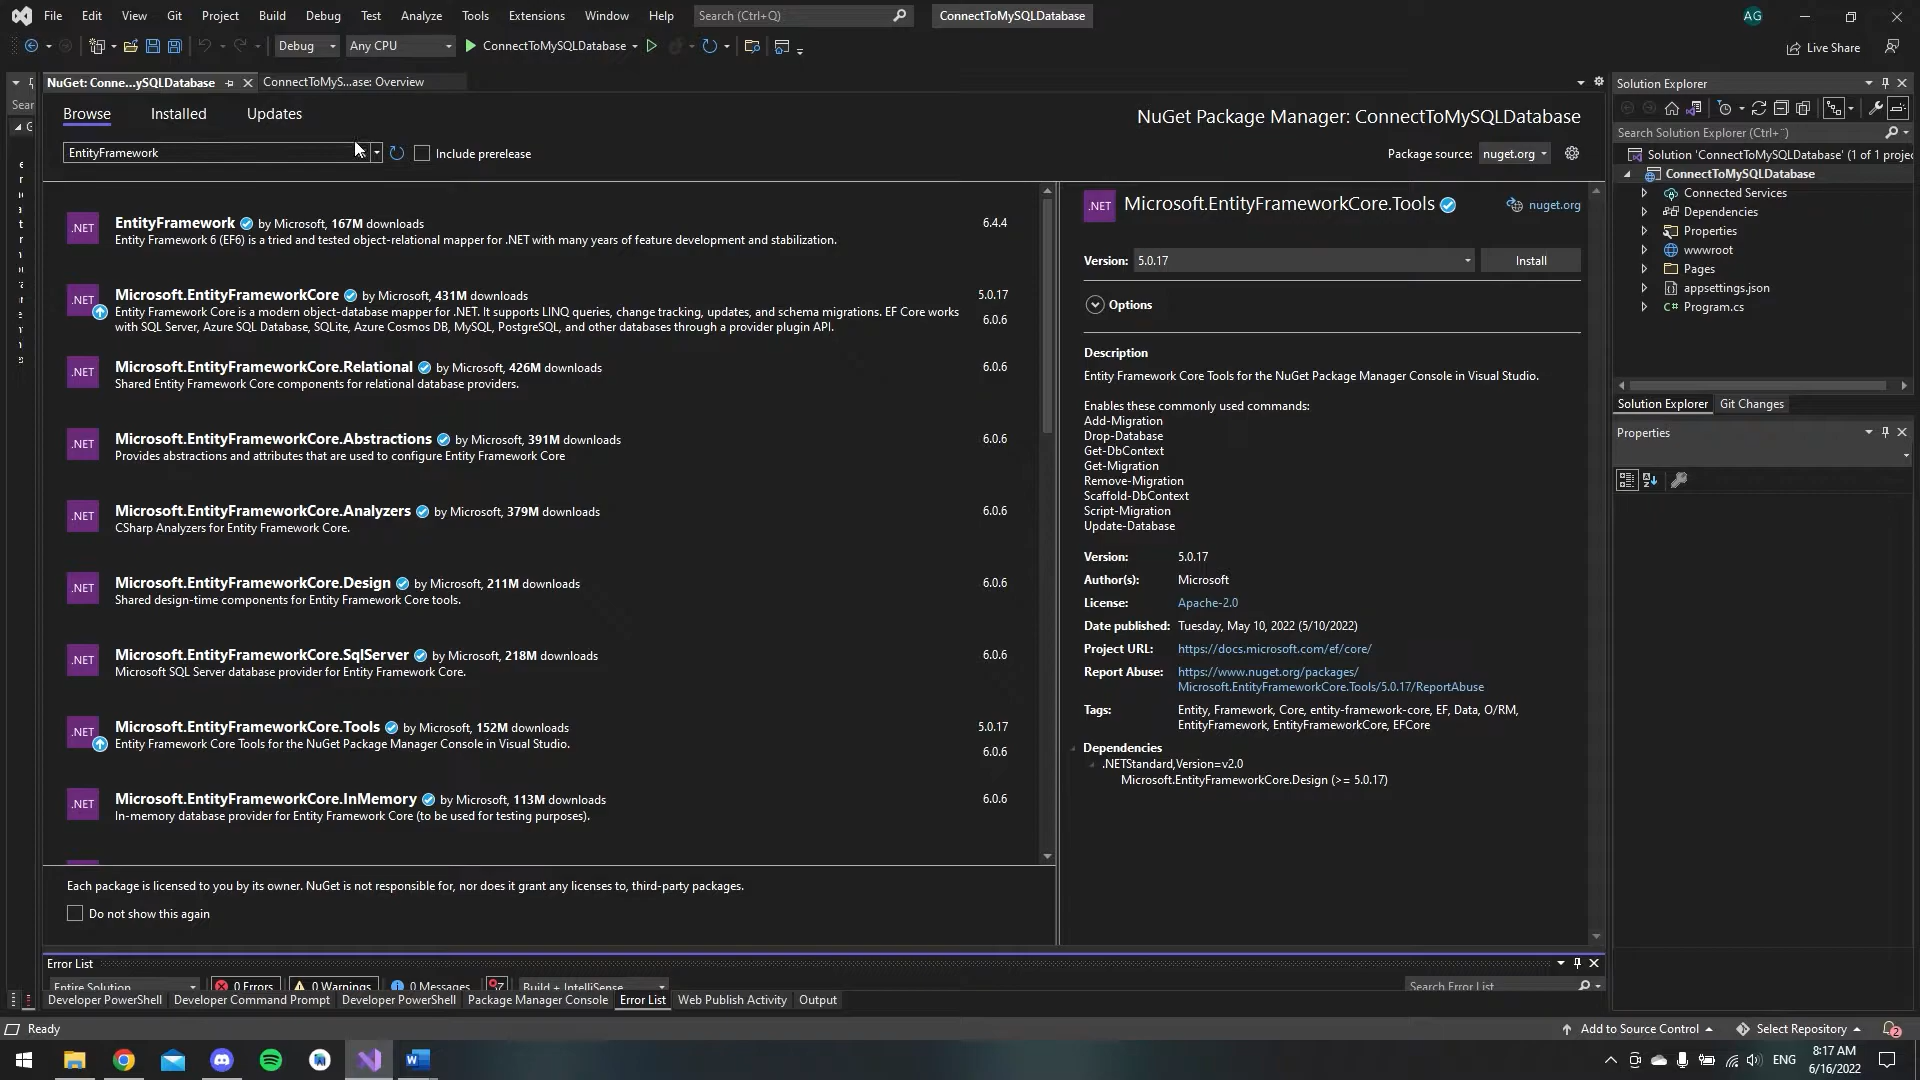 File Edit View Git Project Build Debug Test Analyze Tools Extensions Window Help Search (Ctrl+Q) ConnectToMySQLDatabase AG
Debug Any CPU ConnectToMySQLDatabase Live Share
NuGet: Conne...ySQLDatabase ConnectToMyS...ase: Overview
Browse Installed Updates
NuGet Package Manager: ConnectToMySQLDatabase
EntityFramework Include prerelease Package source: nuget.org
EntityFramework by Microsoft, 167M downloads 6.4.4
Entity Framework 6 (EF6) is a tried and tested object-relational mapper for .NET with many years of feature development and stabilization.
.NET
Microsoft.EntityFrameworkCore by Microsoft, 431M downloads 5.0.17
.NET
Entity Framework Core is a modern object-database mapper for .NET. It supports LINQ queries, change tracking, updates, and schema migrations. EF Core works
with SQL Server, Azure SQL Database, SQLite, Azure Cosmos DB, MySQL, PostgreSQL, and other databases through a provider plugin API.
6.0.6
Microsoft.EntityFrameworkCore.Relational by Microsoft, 426M downloads 6.0.6
.NET
Shared Entity Framework Core components for relational database providers.
Microsoft.EntityFrameworkCore.Abstractions by Microsoft, 391M downloads 6.0.6
.NET
Provides abstractions and attributes that are used to configure Entity Framework Core
Microsoft.EntityFrameworkCore.Analyzers by Microsoft, 379M downloads 6.0.6
.NET
CSharp Analyzers for Entity Framework Core.
Microsoft.EntityFrameworkCore.Design by Microsoft, 211M downloads 6.0.6
.NET
Shared design-time components for Entity Framework Core tools.
Microsoft.EntityFrameworkCore.SqlServer by Microsoft, 218M downloads 6.0.6
.NET
Microsoft SQL Server database provider for Entity Framework Core.
Microsoft.EntityFrameworkCore.Tools by Microsoft, 152M downloads 5.0.17
.NET
Entity Framework Core Tools for the NuGet Package Manager Console in Visual Studio.
6.0.6
Microsoft.EntityFrameworkCore.InMemory by Microsoft, 113M downloads 6.0.6
.NET
In-memory database provider for Entity Framework Core (to be used for testing purposes).
Each package is licensed to you by its owner. NuGet is not responsible for, nor does it grant any licenses to, third-party packages.
Do not show this again
.NET Microsoft.EntityFrameworkCore.Tools nuget.org
Version: 5.0.17 Install
Options
Description
Entity Framework Core Tools for the NuGet Package Manager Console in Visual Studio.
Enables these commonly used commands:
Add-Migration
Drop-Database
Get-DbContext
Get-Migration
Remove-Migration
Scaffold-DbContext
Script-Migration
Update-Database
Version: 5.0.17
Author(s): Microsoft
License: Apache-2.0
Date published: Tuesday, May 10, 2022 (5/10/2022)
Project URL: https://docs.microsoft.com/ef/core/
Report Abuse: https://www.nuget.org/packages/
Microsoft.EntityFrameworkCore.Tools/5.0.17/ReportAbuse
Tags: Entity, Framework, Core, entity-framework-core, EF, Data, O/RM,
EntityFramework, EntityFrameworkCore, EFCore
Dependencies
.NETStandard,Version=v2.0
Microsoft.EntityFrameworkCore.Design (>= 5.0.17)
Solution Explorer
Search Solution Explorer (Ctrl+¨)
Solution 'ConnectToMySQLDatabase' (1 of 1 projec
ConnectToMySQLDatabase
Connected Services
Dependencies
Properties
wwwroot
Pages
appsettings.json
C# Program.cs
Solution Explorer Git Changes
Properties
Error List
Entire Solution 0 Errors 0 Warnings 0 Messages Build + IntelliSense Search Error List
Developer PowerShell Developer Command Prompt Developer PowerShell Package Manager Console Error List Web Publish Activity Output
Ready Add to Source Control Select Repository 2
ENG 8:17 AM
6/16/2022